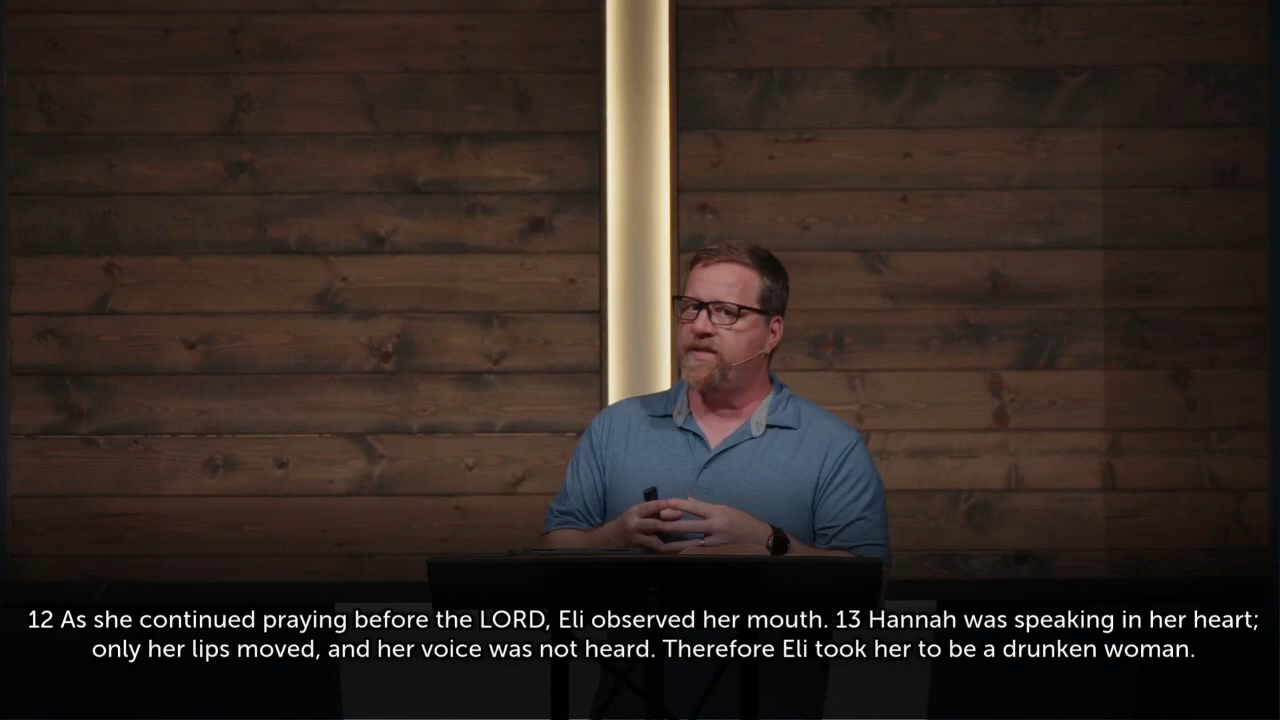 12 As she continued praying before the LORD, Eli observed her mouth. 13 Hannah was speaking in her heart;
only her lips moved, and her voice was not heard. Therefore Eli took her to be a drunken woman.